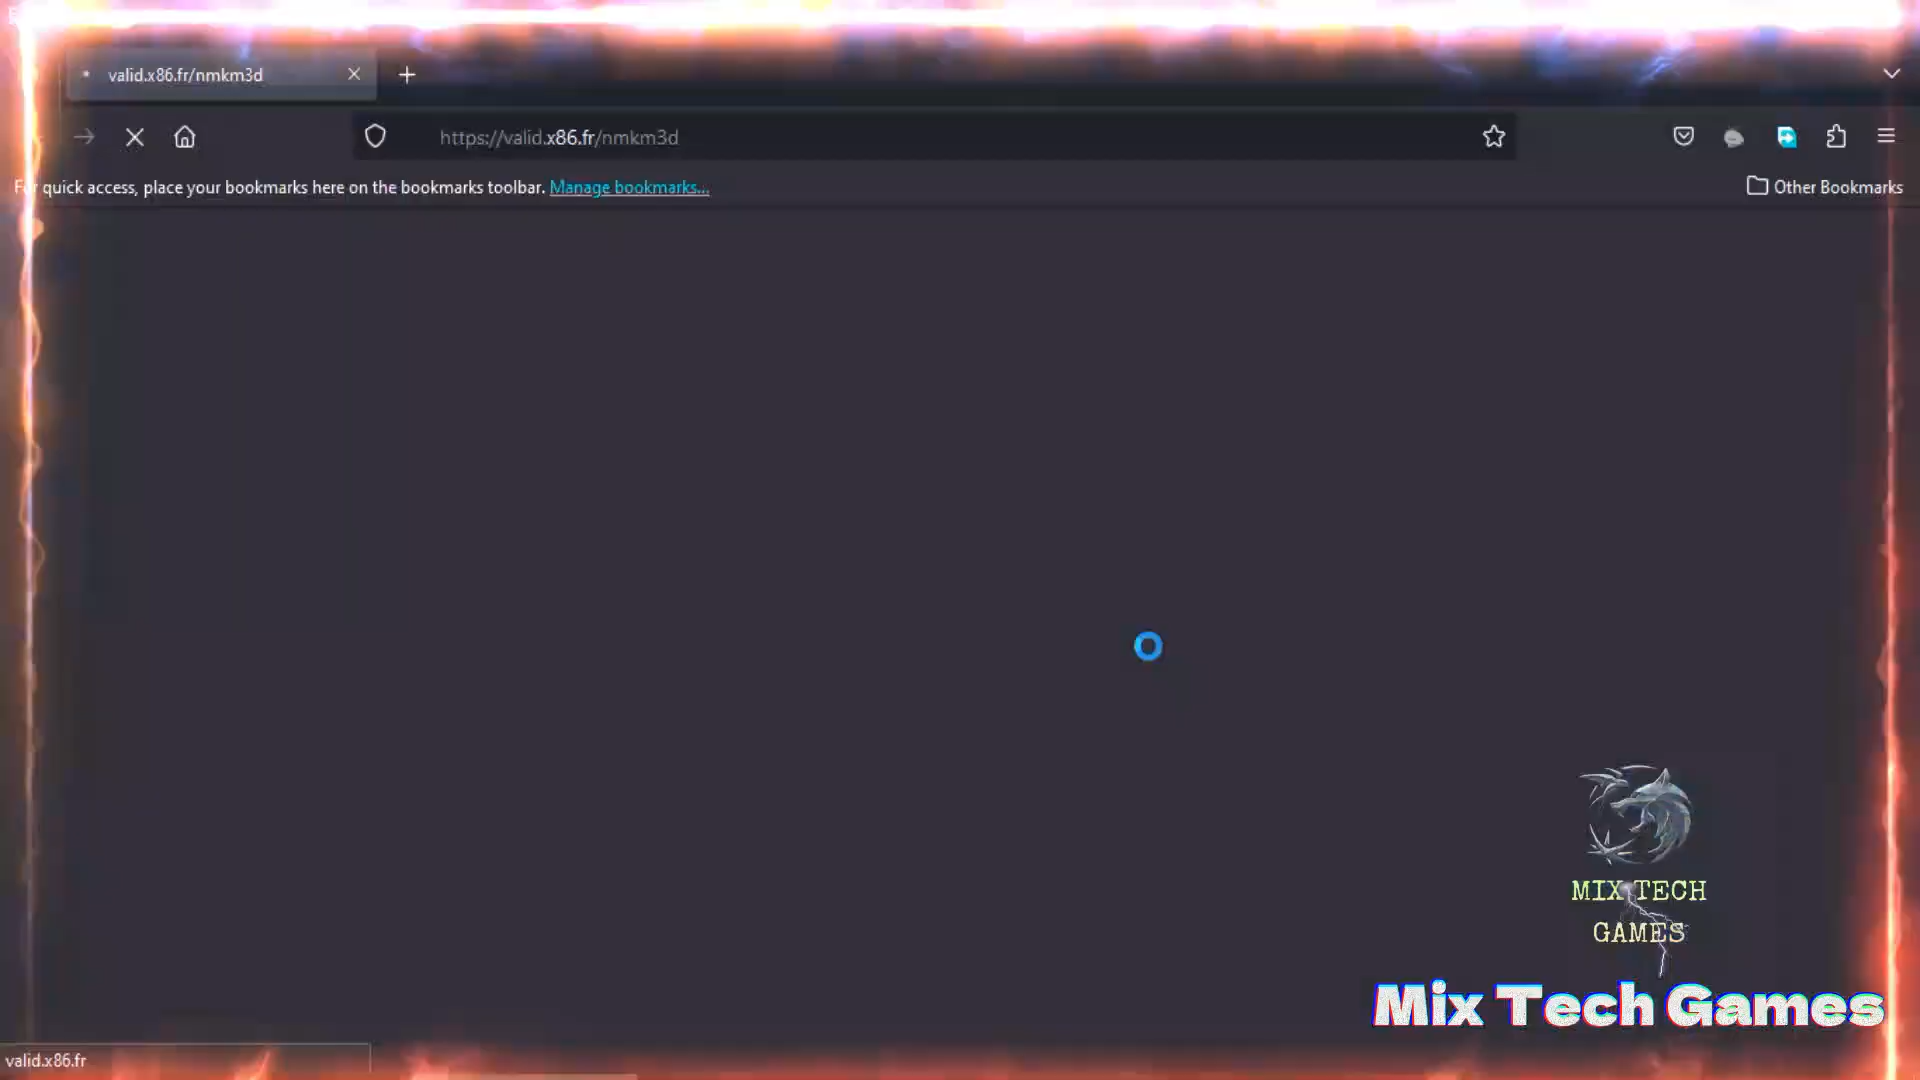 valid.x86.fr/nmkm3d
https://valid.x86.fr/nmkm3d
For quick access, place your bookmarks here on the bookmarks toolbar. Manage bookmarks...
Other Bookmarks
MIX TECH
GAMES
Mix Tech Games
valid.x86.fr